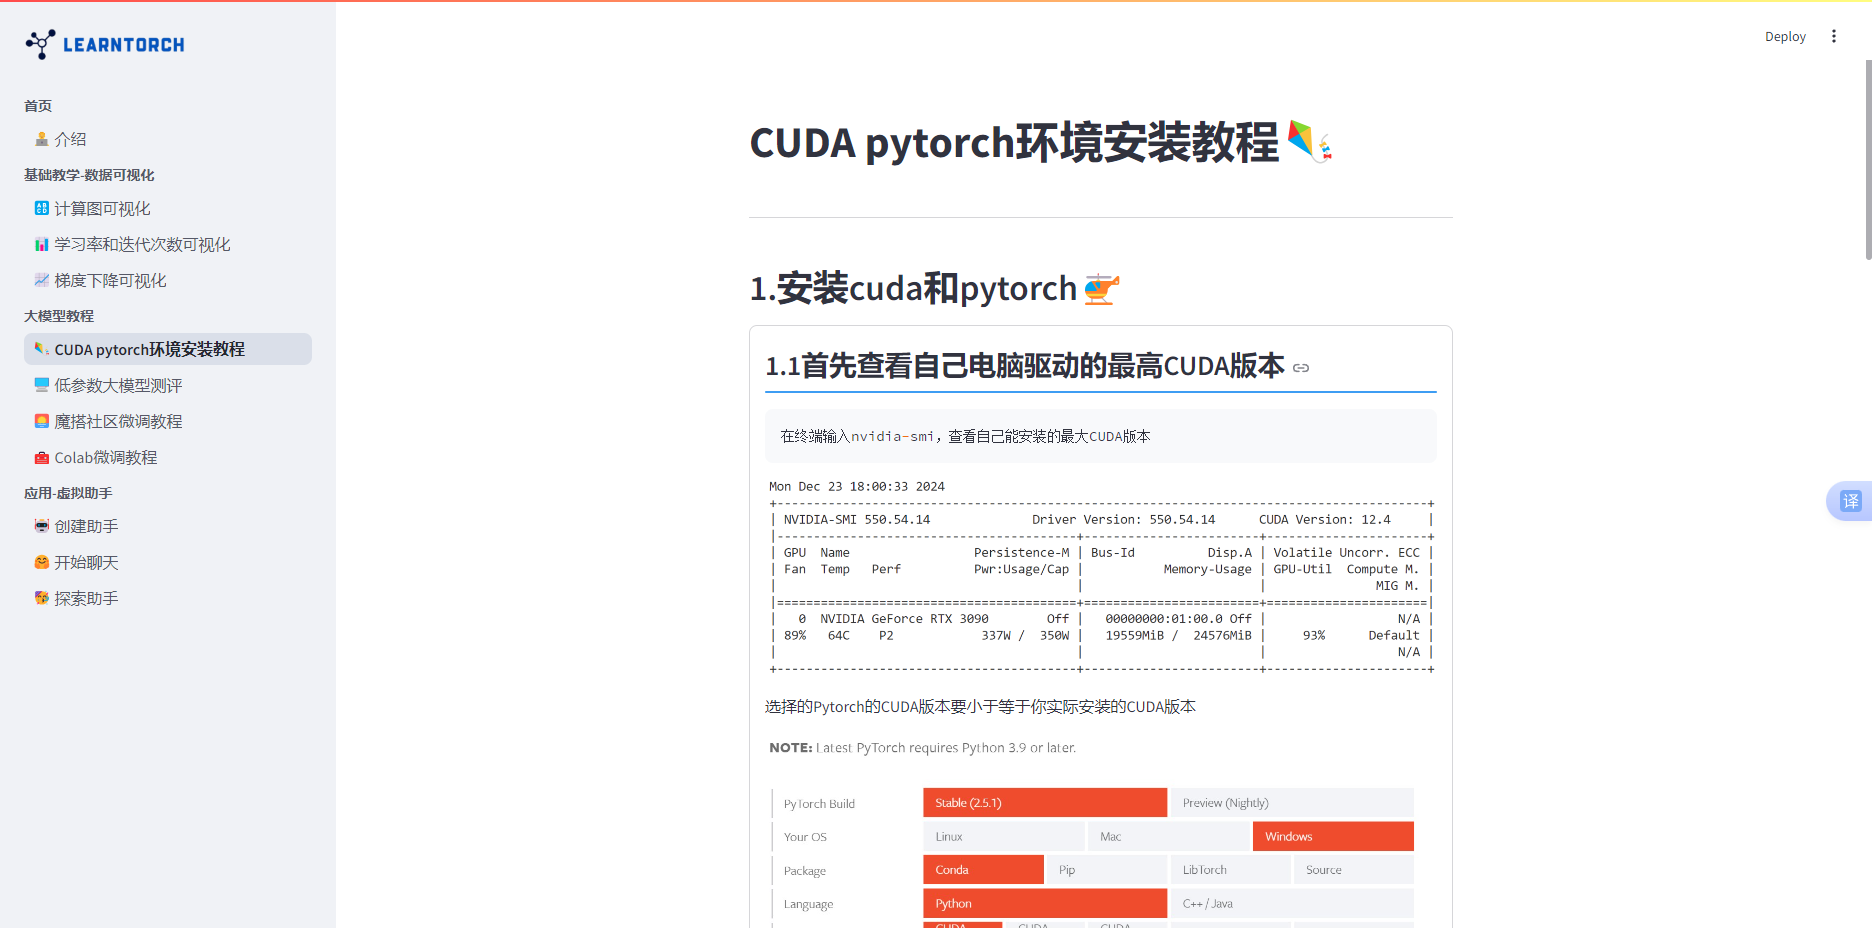 LEARNTORCH
Deploy
首页
介绍
基础教学-数据可视化
计算图可视化
学习率和迭代次数可视化
梯度下降可视化
大模型教程
CUDA pytorch环境安装教程
低参数大模型测评
魔搭社区微调教程
Colab微调教程
应用-虚拟助手
创建助手
开始聊天
探索助手
CUDA pytorch环境安装教程
1.安装cuda和pytorch
1.1首先查看自己电脑驱动的最高CUDA版本
在终端输入nvidia-smi，查看自己能安装的最大CUDA版本
Mon Dec 23 18:00:33 2024
NVIDIA-SMI 550.54.14 Driver Version: 550.54.14 CUDA Version: 12.4
GPU Name Persistence-M | Bus-Id Disp.A | Volatile Uncorr. ECC
Fan Temp Perf Pwr:Usage/Cap | Memory-Usage | GPU-Util Compute M.
MIG M.
0 NVIDIA GeForce RTX 3090 Off | 00000000:01:00.0 Off | N/A
89% 64C P2 337W / 350W | 19559MiB / 24576MiB | 93% Default
N/A
选择的Pytorch的CUDA版本要小于等于你实际安装的CUDA版本
NOTE: Latest PyTorch requires Python 3.9 or later.
PyTorch Build Stable (2.5.1) Preview (Nightly)
Your OS Linux Mac Windows
Package Conda Pip LibTorch Source
Language Python C++ / Java
CUDA CUDA CUDA
译